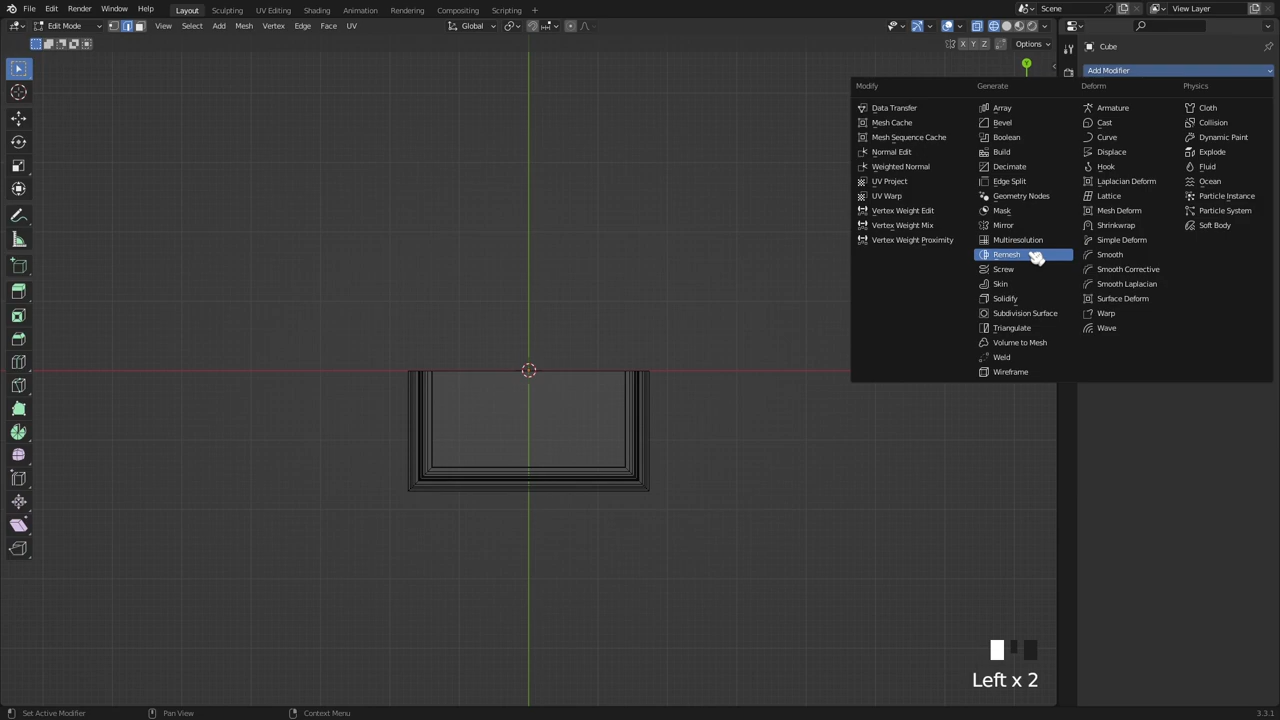 File Edit Render Window Help Layout Sculpting UV Editing Shading Animation Rendering Compositing Scripting + Scene View Layer
Edit Mode View Select Add Mesh Vertex Edge Face UV Global
X Y Z Options Cube
Y
Add Modifier
Modify Generate Deform Physics
Data Transfer Array Armature Cloth
Mesh Cache Bevel Cast Collision
Mesh Sequence Cache Boolean Curve Dynamic Paint
Normal Edit Build Displace Explode
Weighted Normal Decimate Hook Fluid
UV Project Edge Split Laplacian Deform Ocean
UV Warp Geometry Nodes Lattice Particle Instance
Vertex Weight Edit Mask Mesh Deform Particle System
Vertex Weight Mix Mirror Shrinkwrap Soft Body
Vertex Weight Proximity Multiresolution Simple Deform
Remesh Smooth
Screw Smooth Corrective
Skin Smooth Laplacian
Solidify Surface Deform
Subdivision Surface Warp
Triangulate Wave
Volume to Mesh
Weld
Wireframe
Left x 2
Set Active Modifier Pan View Context Menu 3.3.1